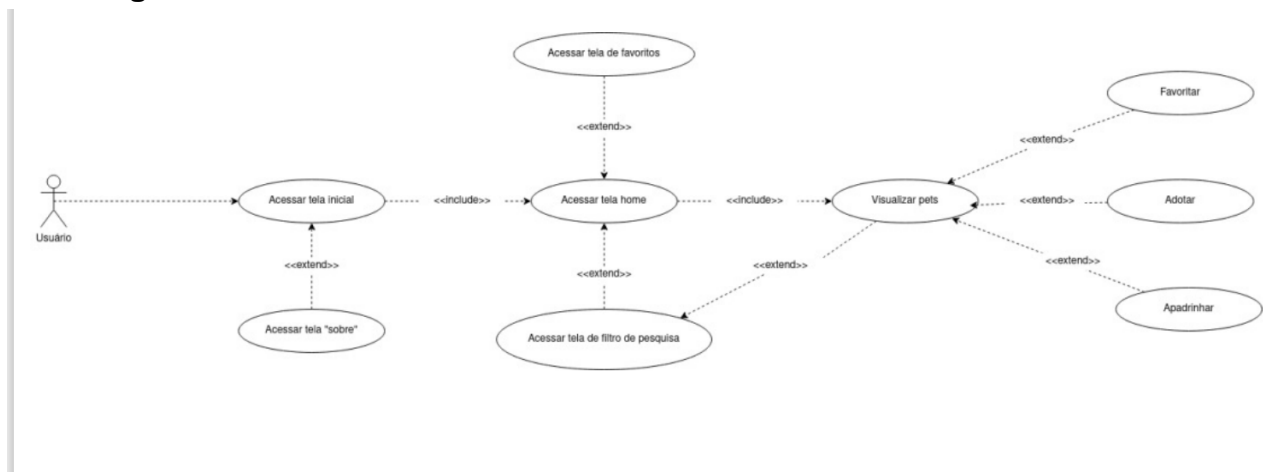 Acessar tela de favoritos
Favoritar
<<extend>>
<<extend>>
Usuário
Acessar tela inicial
<<include>>
Acessar tela home
<<include>>
Visualizar pets
<<extend>>
Adotar
<<extend>>
<<extend>>
<<extend>>
<<extend>>
Apadrinhar
Acessar tela "sobre"
Acessar tela de filtro de pesquisa